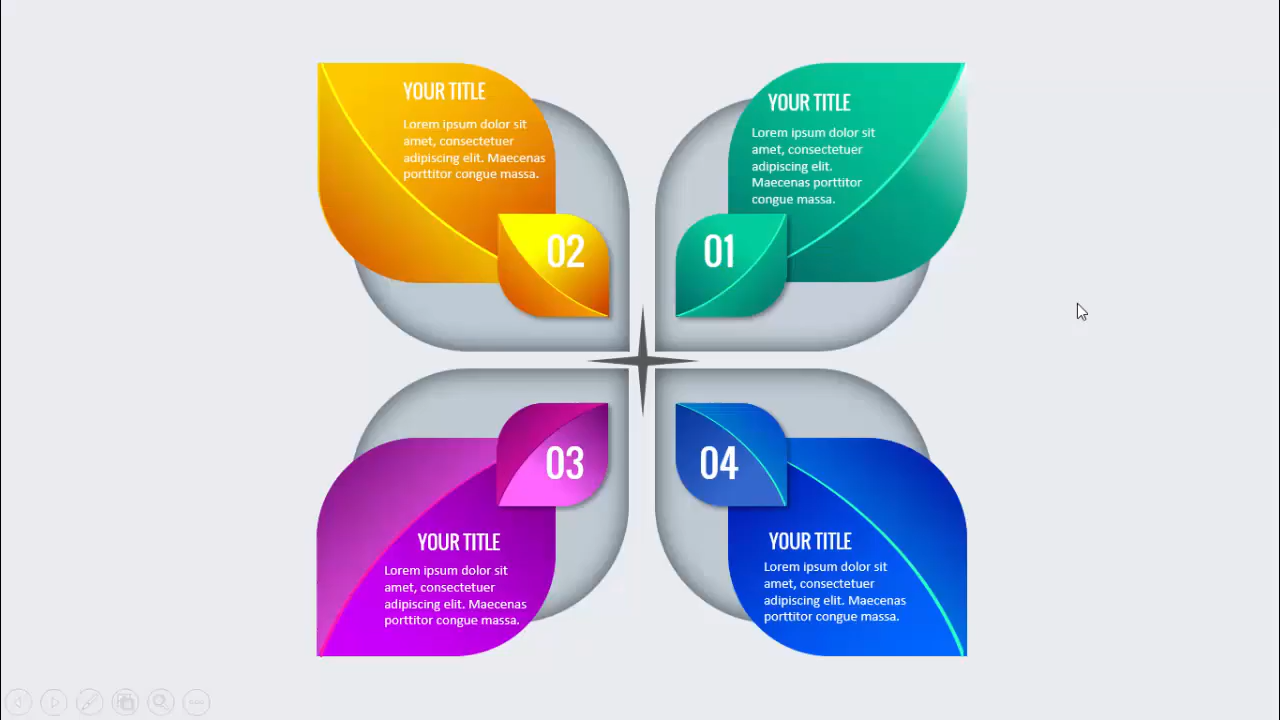 YOUR TITLE
Lorem ipsum dolor sit
amet, consectetuer
adipiscing elit. Maecenas
porttitor congue massa.
02
YOUR TITLE
Lorem ipsum dolor sit
amet, consectetuer
adipiscing elit.
Maecenas porttitor
congue massa.
01
03
YOUR TITLE
Lorem ipsum dolor sit
amet, consectetuer
adipiscing elit. Maecenas
porttitor congue massa.
04
YOUR TITLE
Lorem ipsum dolor sit
amet, consectetuer
adipiscing elit. Maecenas
porttitor congue massa.